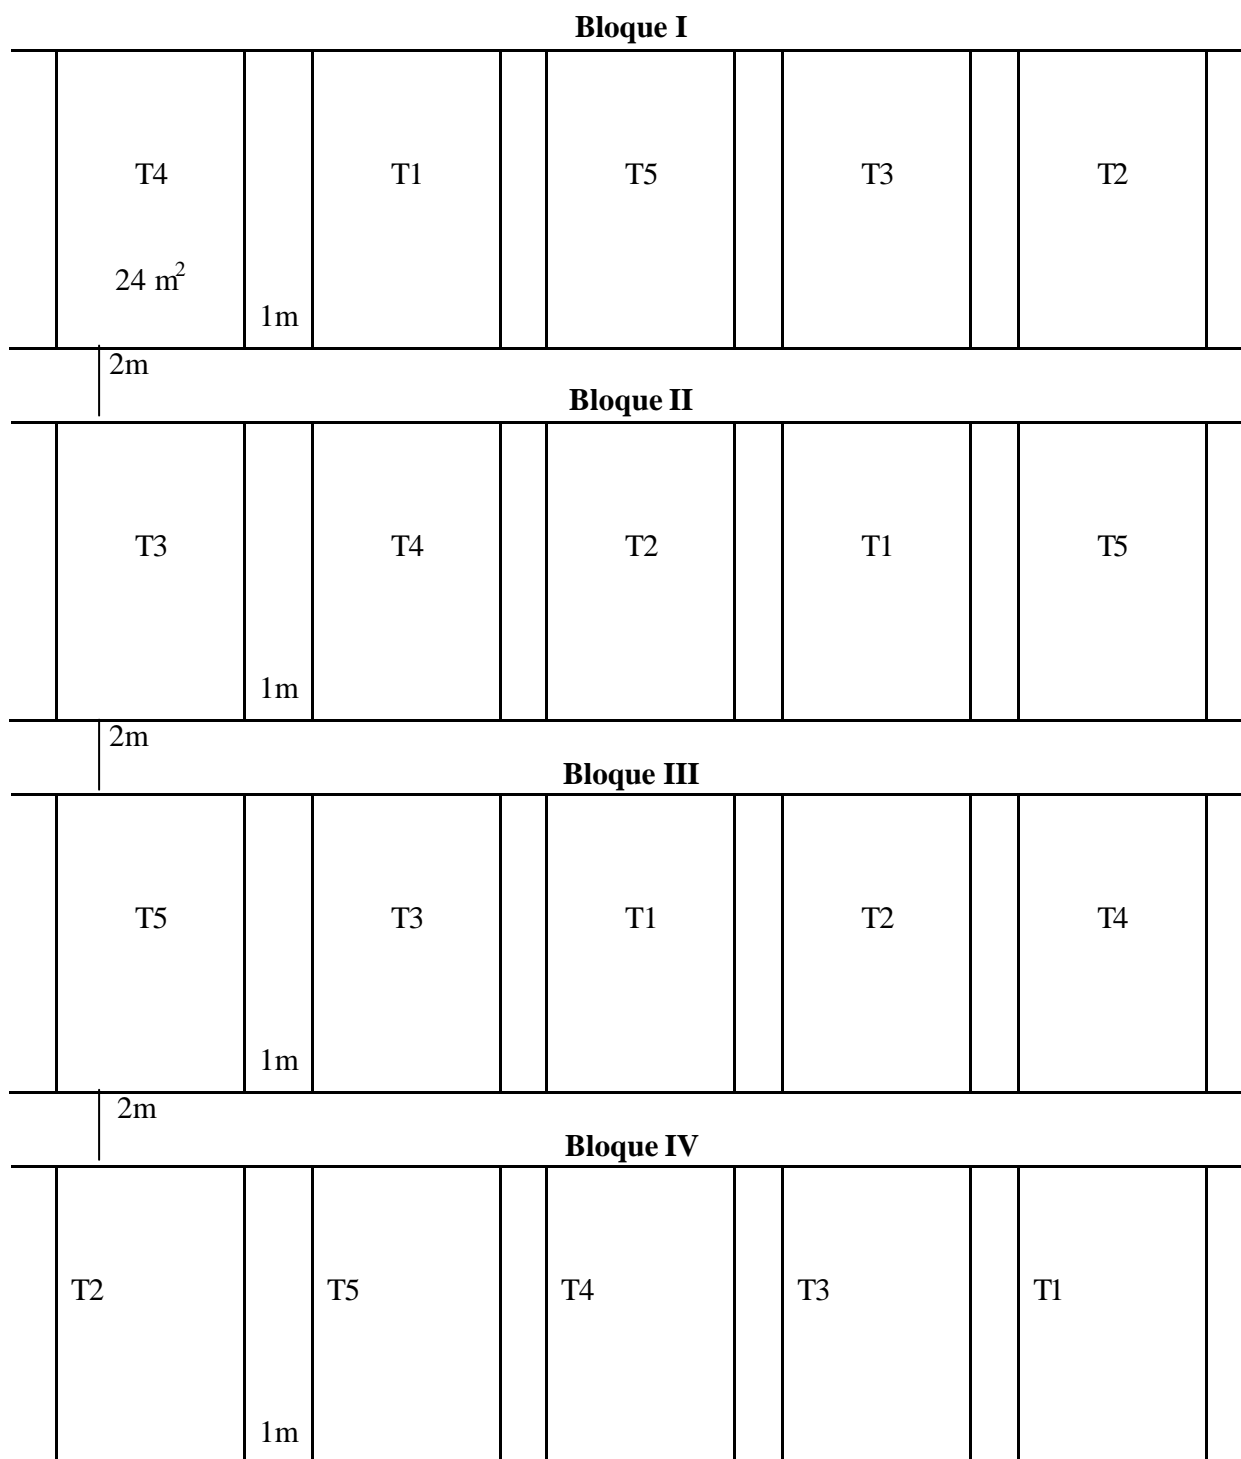 Bloque I
T4 T1 T5 T3 T2
24 m²
1m
2m
Bloque II
T3 T4 T2 T1 T5
1m
2m
Bloque III
T5 T3 T1 T2 T4
1m
2m
Bloque IV
T2 T5 T4 T3 T1
1m